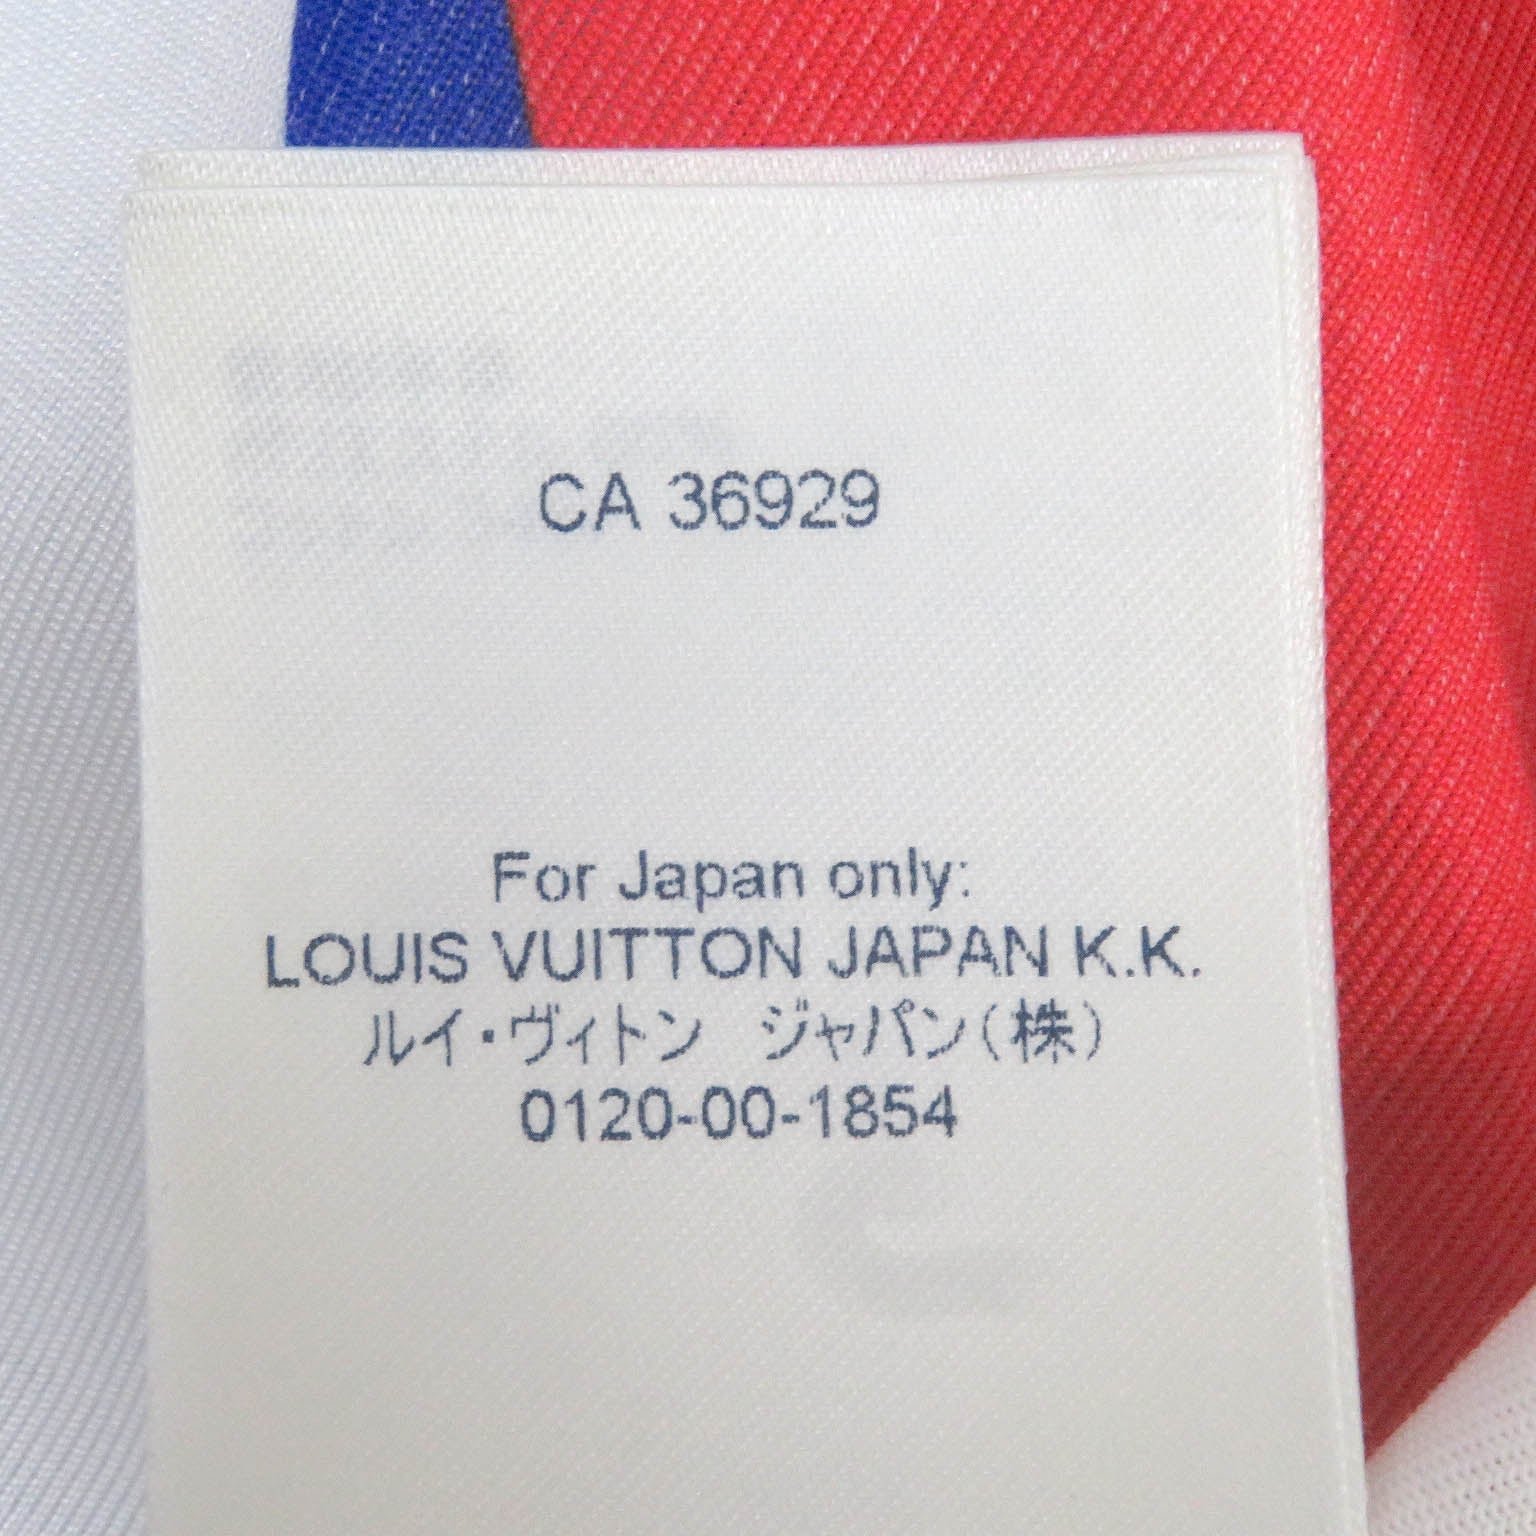 CA 36929
For Japan only:
LOUIS VUITTON JAPAN K.K.
ルイ・ヴィトン　ジャパン(株)
0120-00-1854